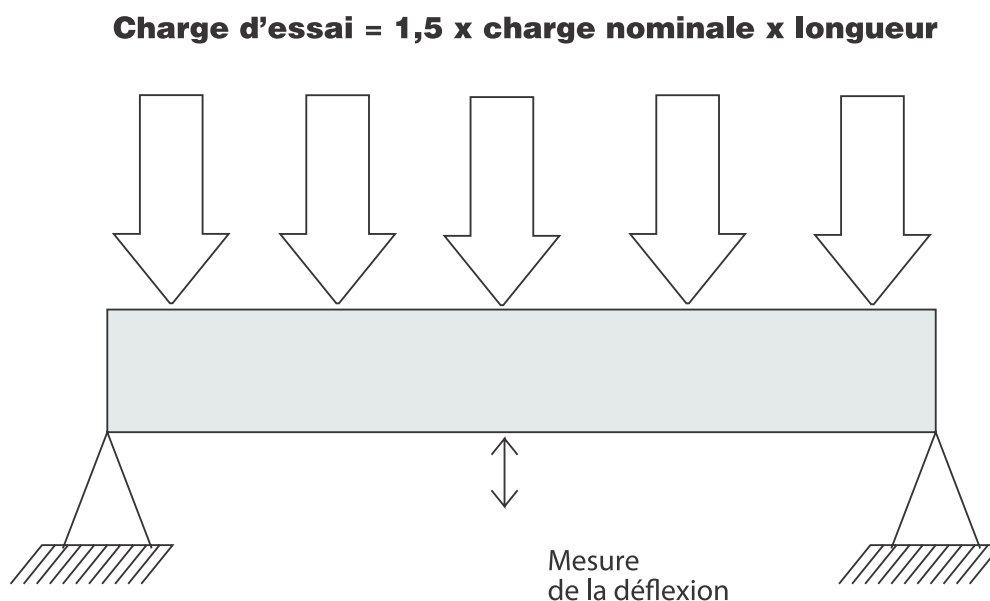 Charge d’essai = 1,5 x charge nominale x longueur
Mesure
de la déflexion